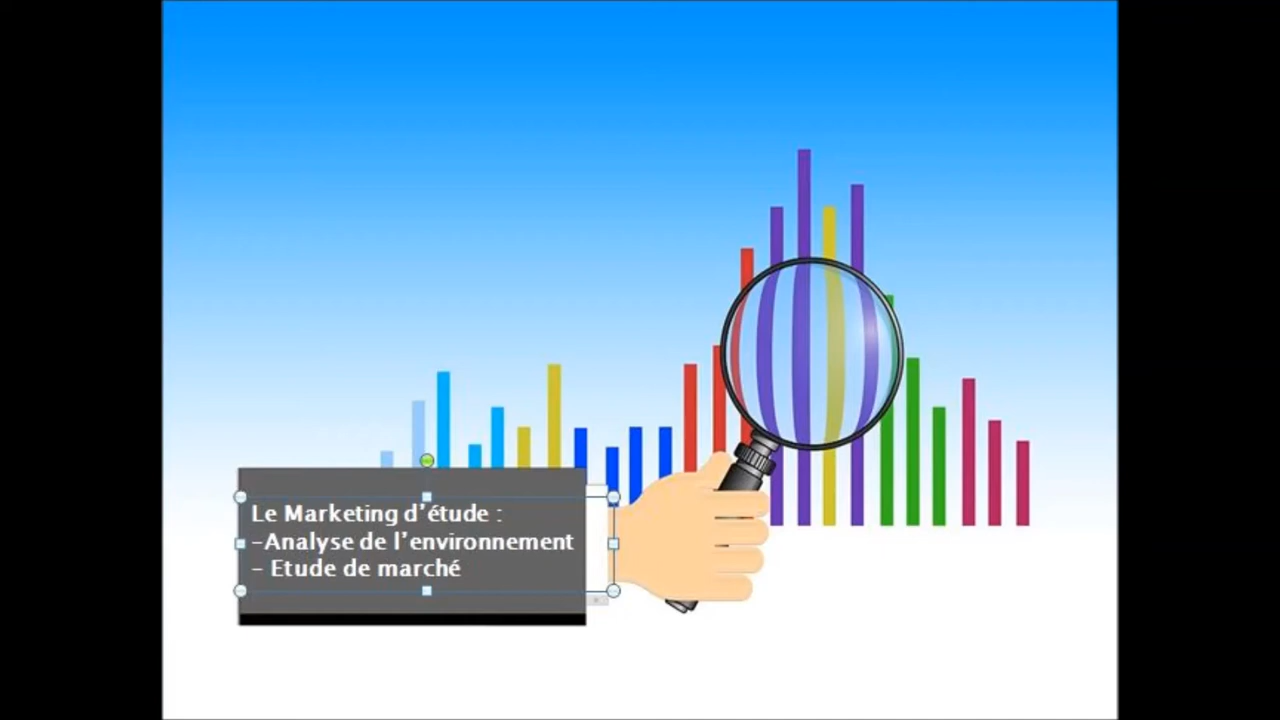 Le Marketing d’étude :
-Analyse de l’environnement
- Etude de marché